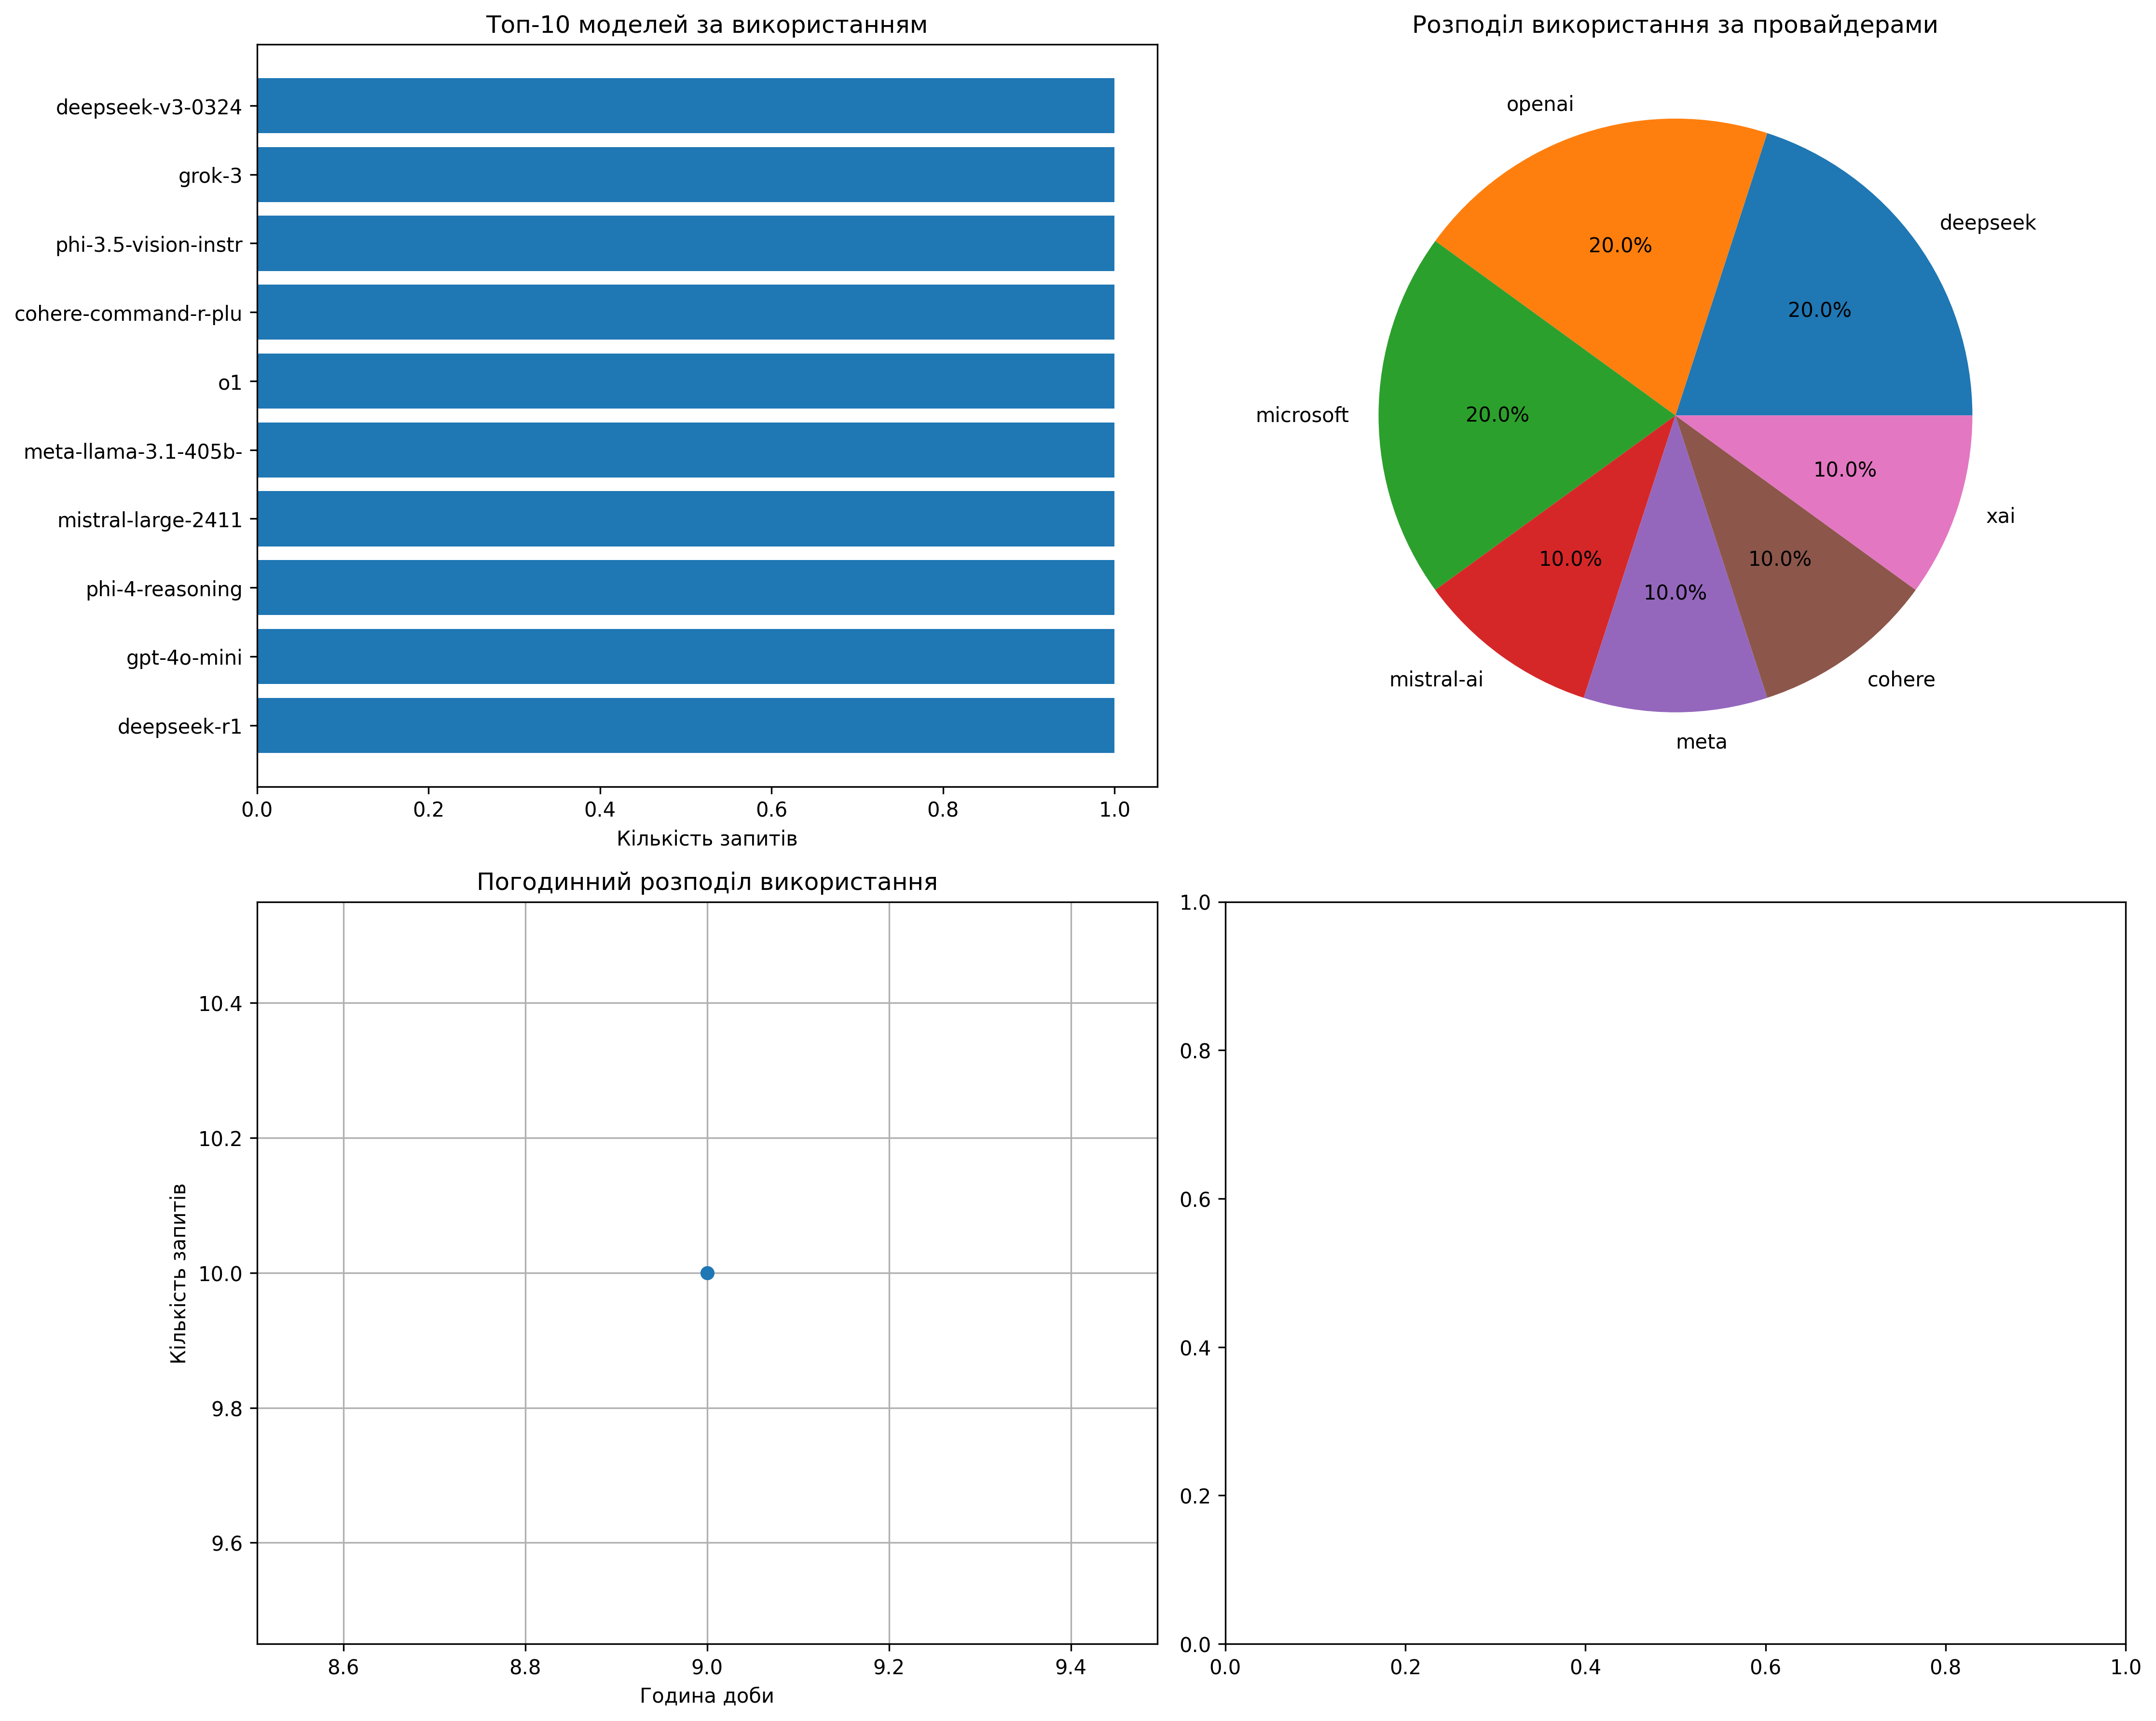 Топ-10 моделей за використанням
deepseek-v3-0324
grok-3
phi-3.5-vision-instr
cohere-command-r-plu
o1
meta-llama-3.1-405b-
mistral-large-2411
phi-4-reasoning
gpt-4o-mini
deepseek-r1
0.0 0.2 0.4 0.6 0.8 1.0
Кількість запитів
Розподіл використання за провайдерами
openai
deepseek
20.0%
20.0%
microsoft
20.0%
10.0%
xai
10.0%
10.0%
10.0%
mistral-ai
cohere
meta
Погодинний розподіл використання
10.4
10.2
10.0
9.8
9.6
Кількість запитів
8.6 8.8 9.0 9.2 9.4
Година доби
1.0
0.8
0.6
0.4
0.2
0.0
0.0 0.2 0.4 0.6 0.8 1.0